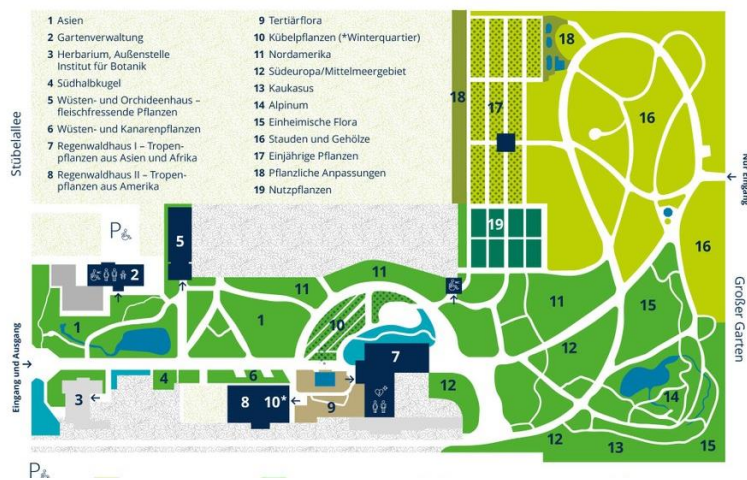 1 Asien
2 Gartenverwaltung
3 Herbarium, Außenstelle
Institut für Botanik
4 Südhalbkugel
5 Wüsten- und Orchideenhaus –
fleischfressende Pflanzen
6 Wüsten- und Kanarenpflanzen
7 Regenwaldhaus I – Tropen-
pflanzen aus Asien und Afrika
8 Regenwaldhaus II – Tropen-
pflanzen aus Amerika
9 Tertiärflora
10 Kübelpflanzen (*Winterquartier)
11 Nordamerika
12 Südeuropa/Mittelmeergebiet
13 Kaukasus
14 Alpinum
15 Einheimische Flora
16 Stauden und Gehölze
17 Einjährige Pflanzen
18 Pflanzliche Anpassungen
19 Nutzpflanzen
Stübelallee
18
18
17
16
Nur Eingang
P
5
19
16
2
11
11
11
15
Großer Garten
1
1
10
12
Eingang und Ausgang
7
3
4
6
8
10*
9
12
14
12
13
15
P